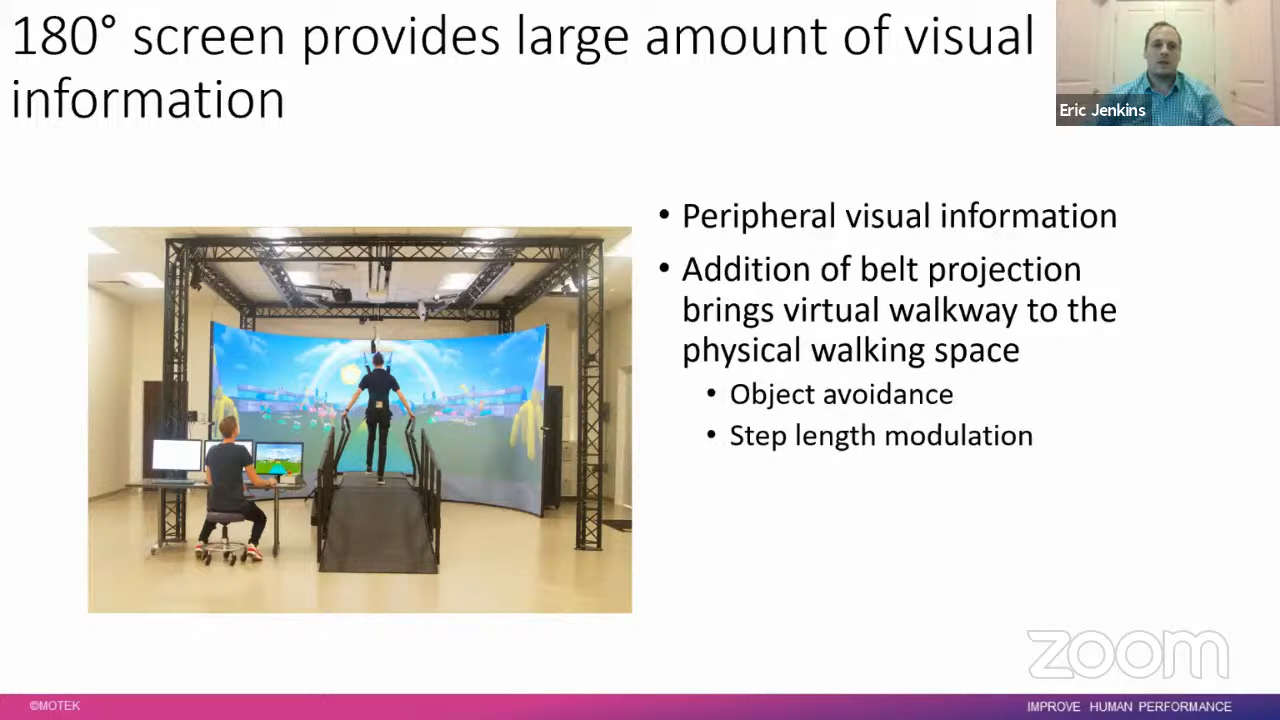 180° screen provides large amount of visual
information
Eric Jenkins
• Peripheral visual information
• Addition of belt projection
brings virtual walkway to the
physical walking space
• Object avoidance
• Step length modulation
zoom
©MOTEK
IMPROVE HUMAN PERFORMANCE